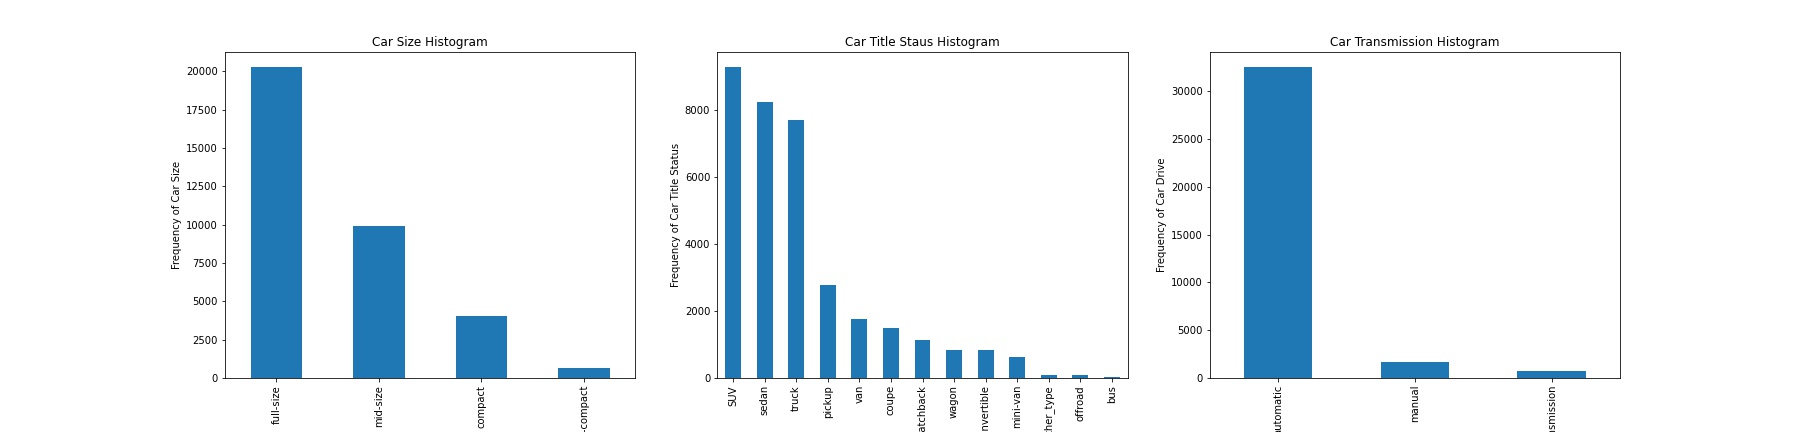 Car Size Histogram
20000
17500
15000
12500
10000
7500
5000
2500
0
Frequency of Car Size
full-size
mid-size
compact
-compact
Car Title Staus Histogram
8000
6000
4000
2000
0
Frequency of Car Title Status
SUV
sedan
truck
pickup
van
coupe
atchback
wagon
nvertible
mini-van
her_type
offroad
bus
Car Transmission Histogram
30000
25000
20000
15000
10000
5000
0
Frequency of Car Drive
utomatic
manual
smission